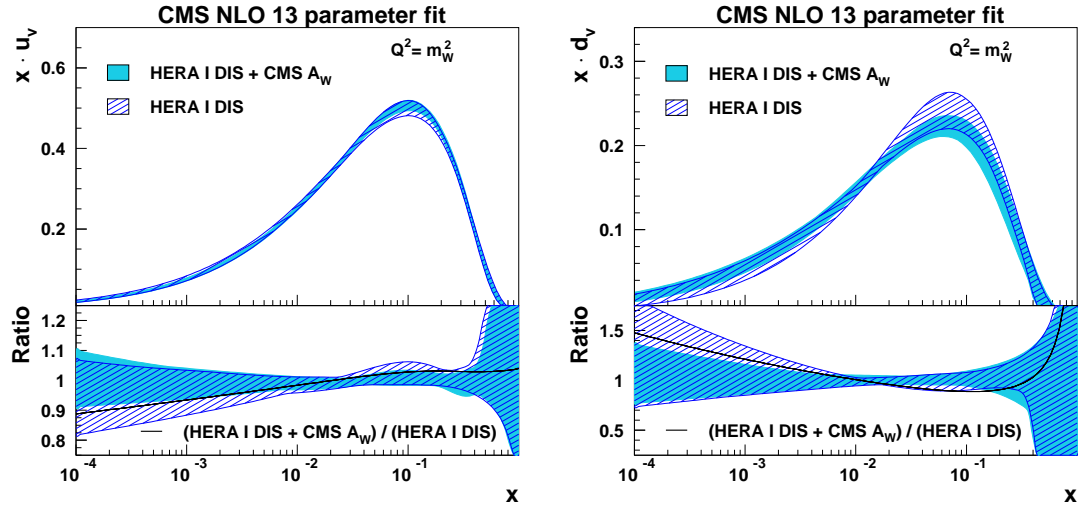 CMS NLO 13 parameter fit
x · u_v
Q² = m_W²
HERA I DIS + CMS A_W
HERA I DIS
0.6
0.4
0.2
Ratio
1.2
1.1
1
0.9
0.8
(HERA I DIS + CMS A_W) / (HERA I DIS)
10⁻⁴ 10⁻³ 10⁻² 10⁻¹
x
CMS NLO 13 parameter fit
x · d_v
Q² = m_W²
HERA I DIS + CMS A_W
HERA I DIS
0.3
0.2
0.1
Ratio
1.5
1
0.5
(HERA I DIS + CMS A_W) / (HERA I DIS)
10⁻⁴ 10⁻³ 10⁻² 10⁻¹
x